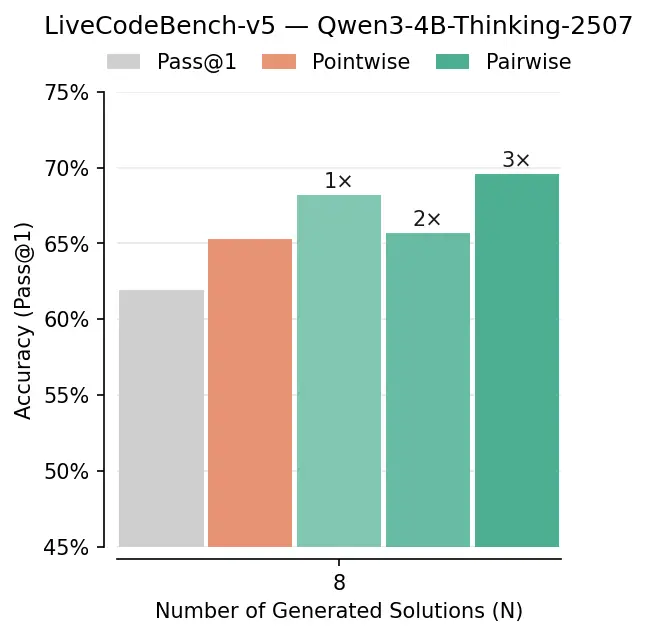 LiveCodeBench-v5 — Qwen3-4B-Thinking-2507
Pass@1 Pointwise Pairwise
75%
70%
65%
60%
55%
50%
45%
Accuracy (Pass@1)
1×
2×
3×
8
Number of Generated Solutions (N)